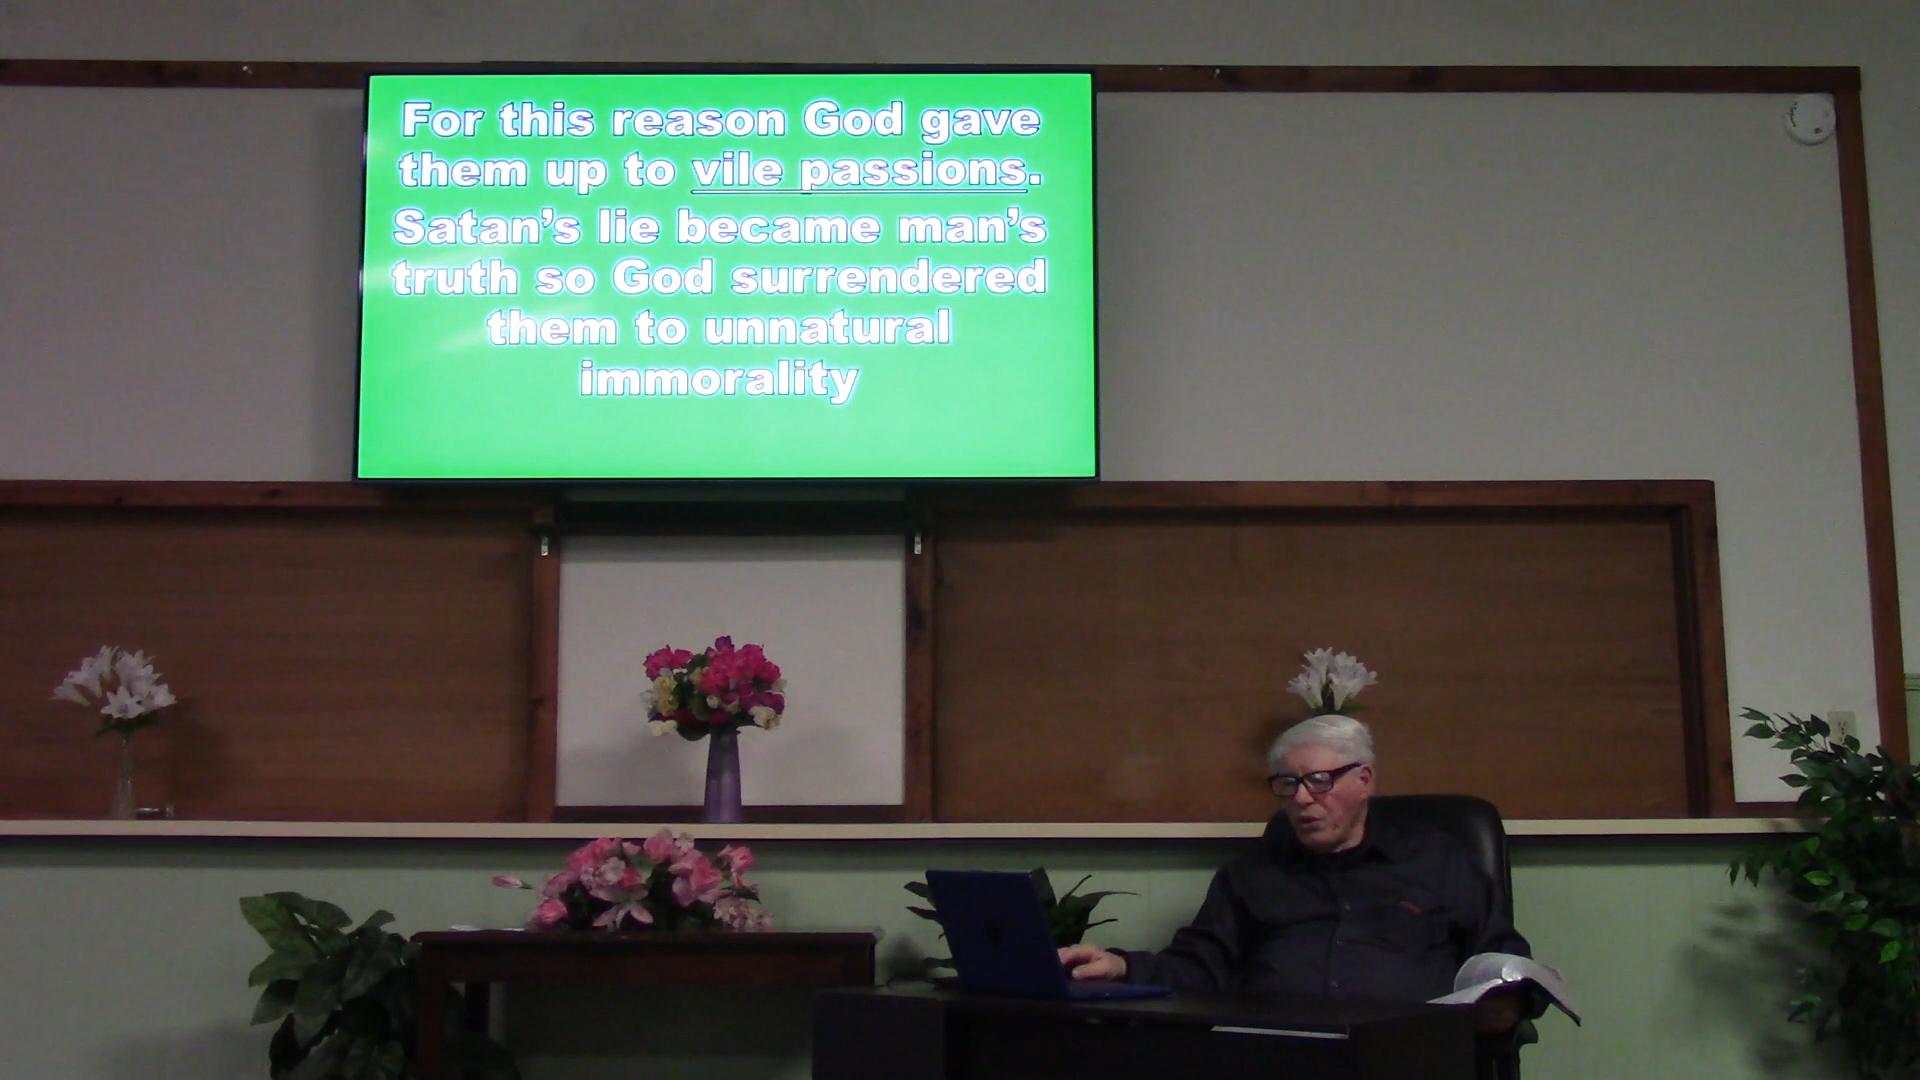 For this reason God gave
them up to vile passions.
Satan’s lie became man’s
truth so God surrendered
them to unnatural
immorality